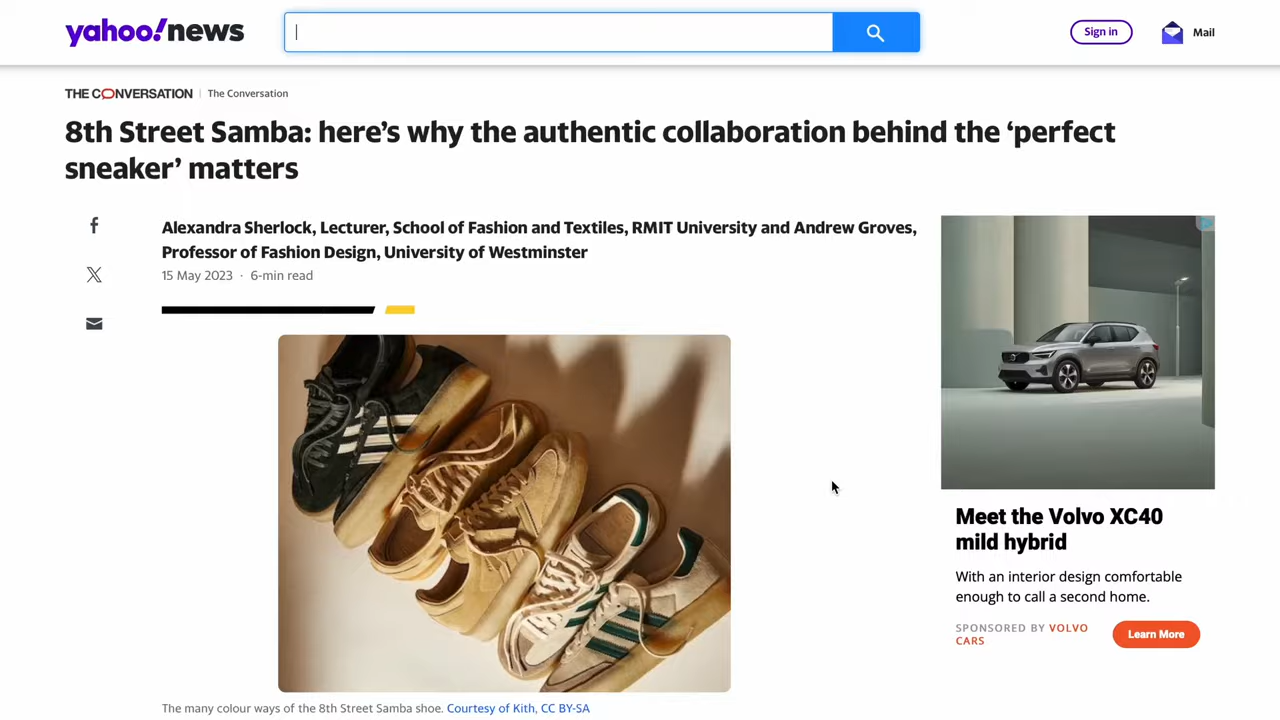 yahoo!news
Sign in
Mail
THE CONVERSATION | The Conversation
8th Street Samba: here’s why the authentic collaboration behind the ‘perfect
sneaker’ matters
Alexandra Sherlock, Lecturer, School of Fashion and Textiles, RMIT University and Andrew Groves,
Professor of Fashion Design, University of Westminster
15 May 2023 · 6-min read
The many colour ways of the 8th Street Samba shoe. Courtesy of Kith, CC BY-SA
Meet the Volvo XC40
mild hybrid
With an interior design comfortable
enough to call a second home.
SPONSORED BY VOLVO
CARS
Learn More